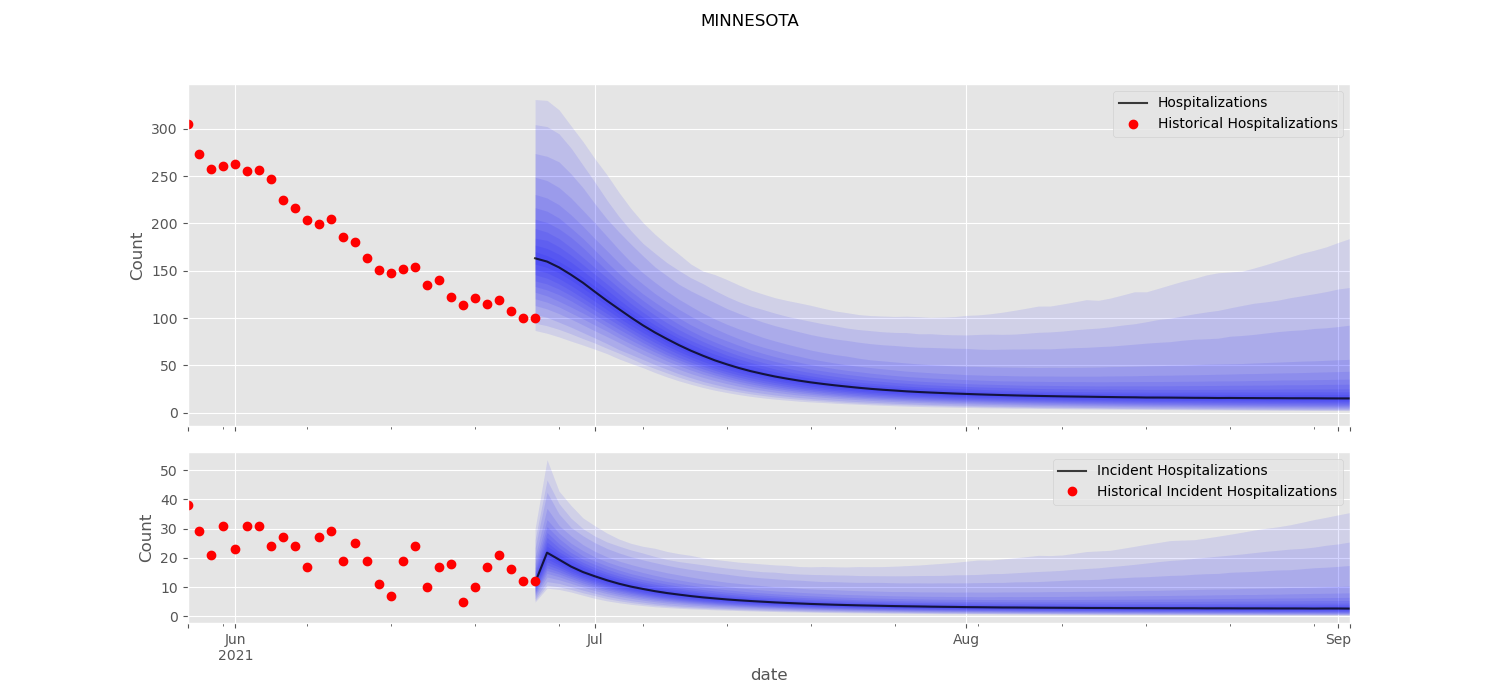 MINNESOTA
Hospitalizations
Historical Hospitalizations
Count
300
250
200
150
100
50
0
Incident Hospitalizations
Historical Incident Hospitalizations
Count
50
40
30
20
10
0
Jun
2021
Jul
Aug
Sep
date